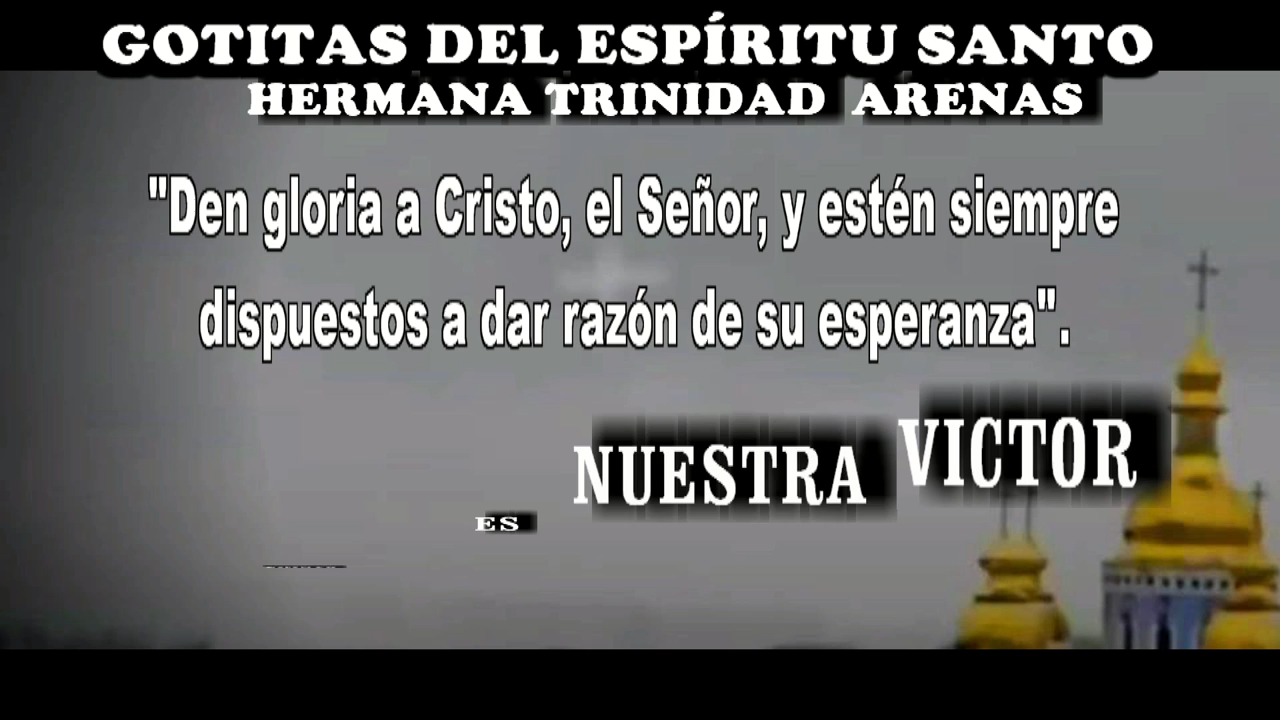 GOTITAS DEL ESPÍRITU SANTO
HERMANA TRINIDAD ARENAS
"Den gloria a Cristo, el Señor, y estén siempre
dispuestos a dar razón de su esperanza".
ES NUESTRA VICTOR